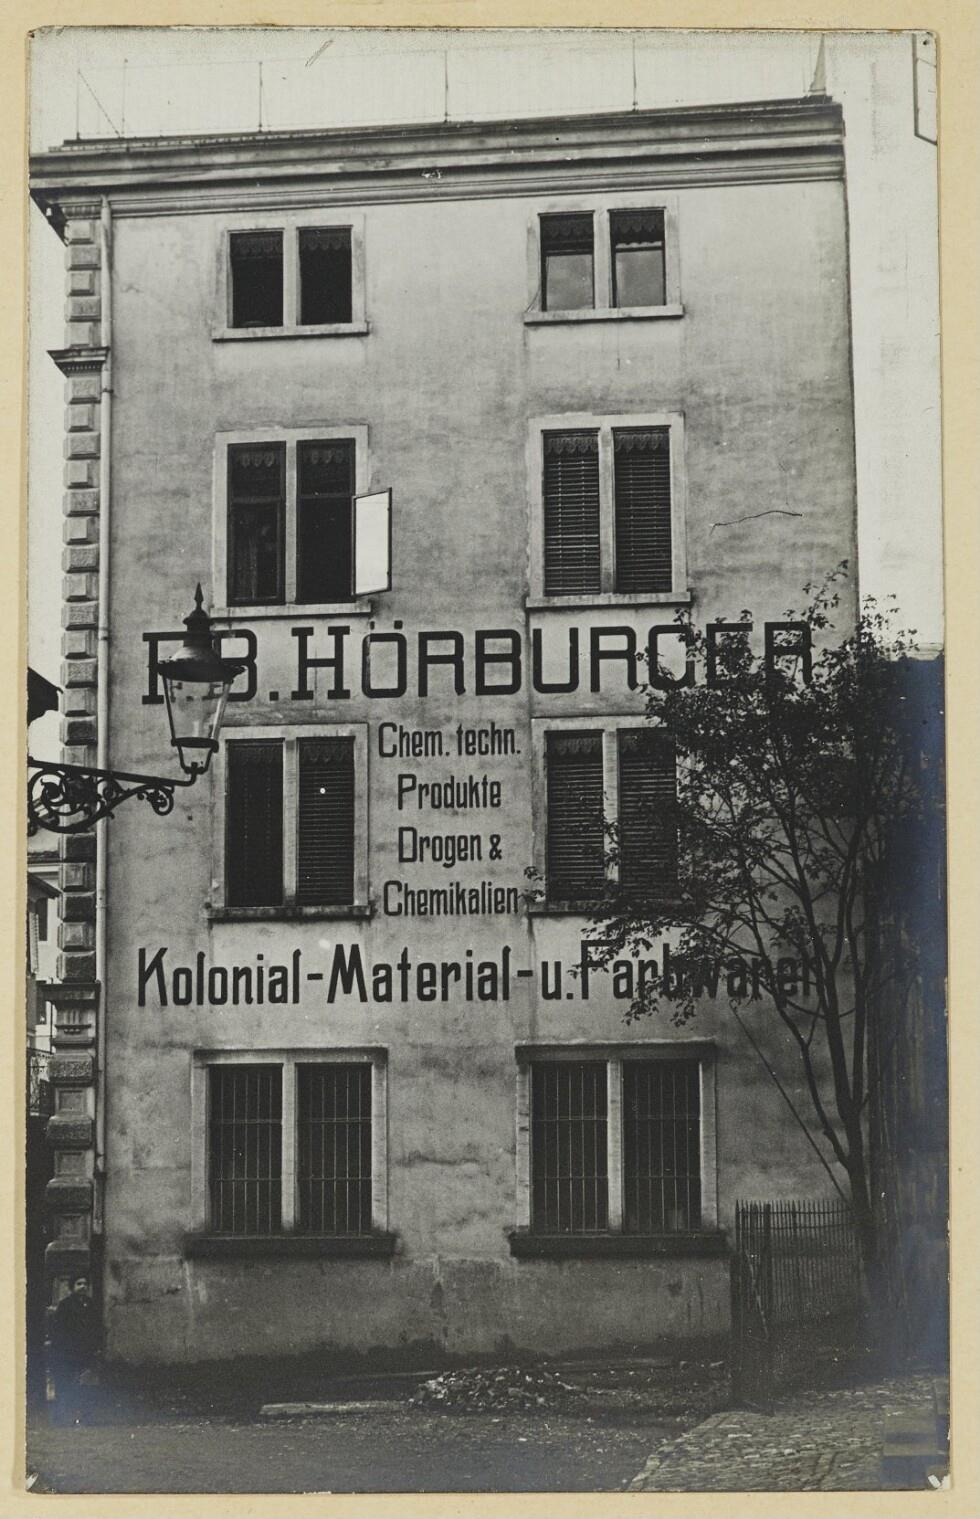 B. HÖRBURGER
Chem. techn.
Produkte
Drogen &
Chemikalien
Kolonial-Material-u. Farbwaren